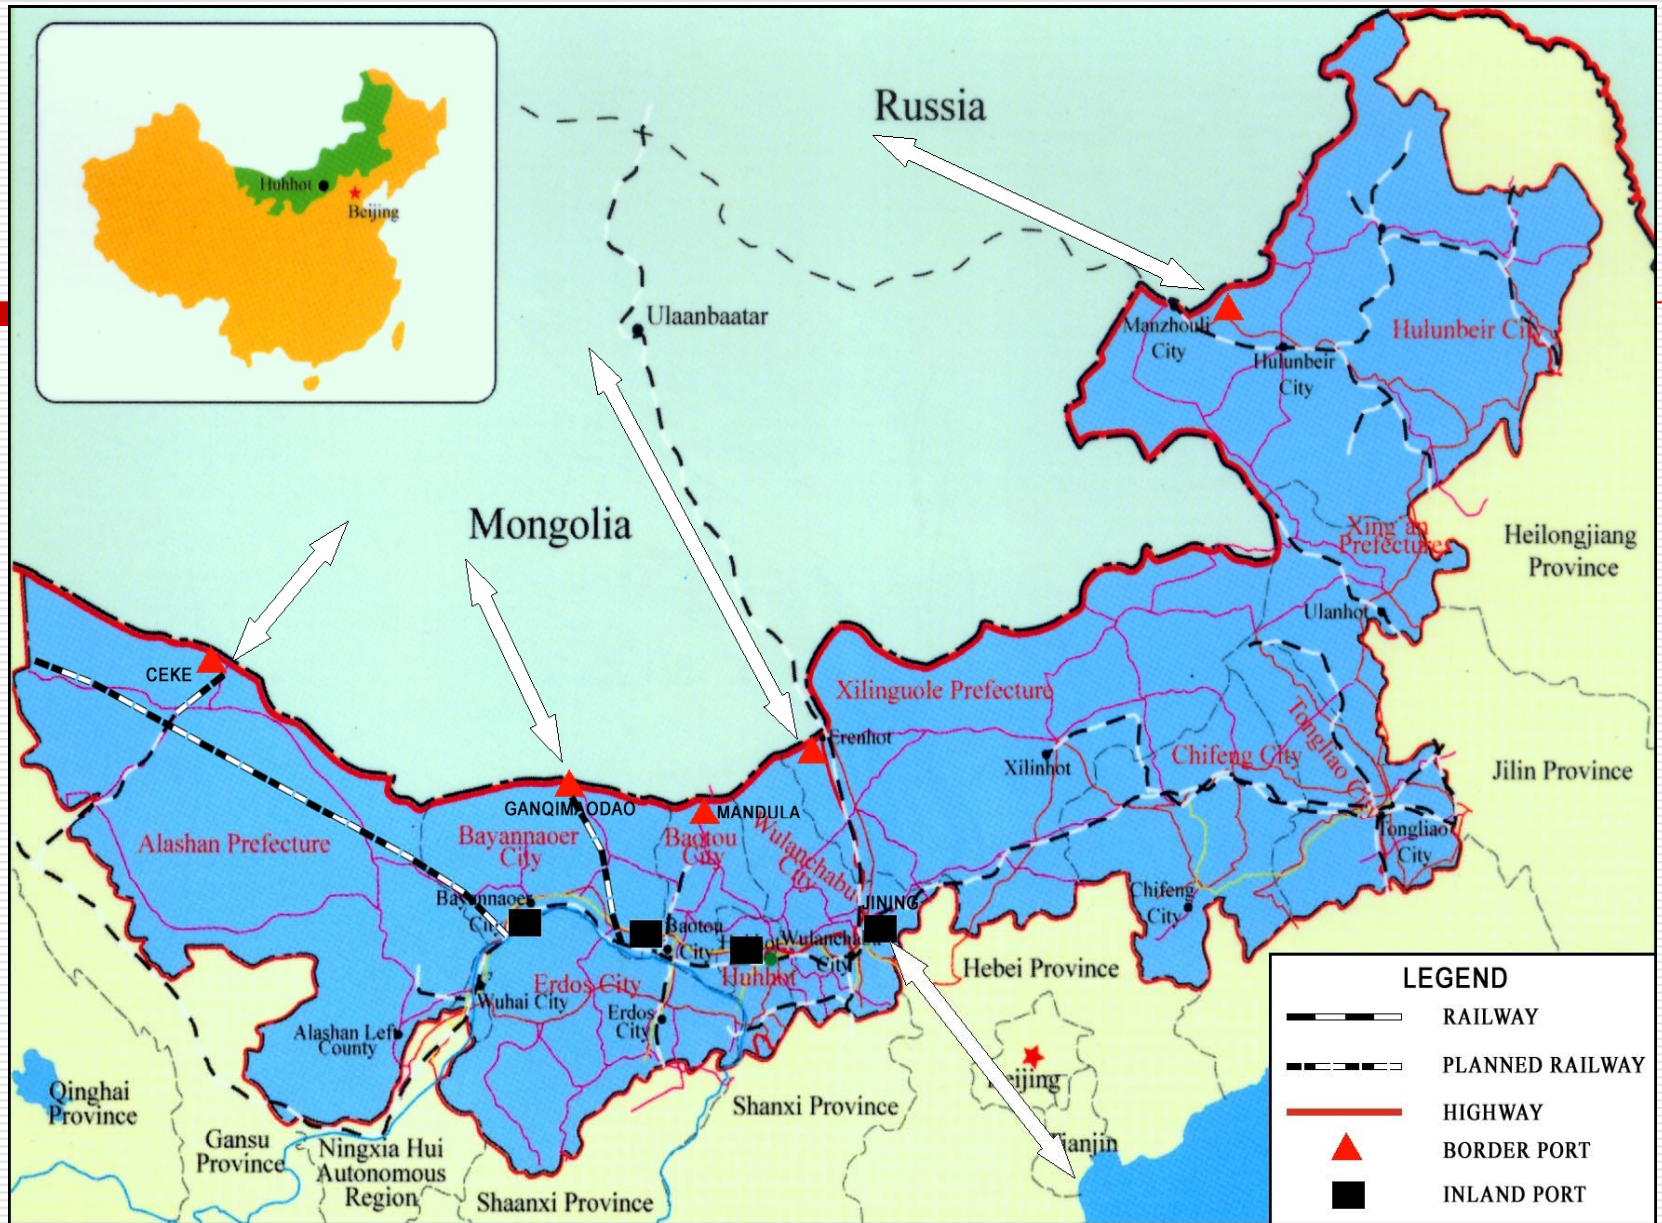 Huhhot
Beijing
Russia
Ulaanbaatar
Mongolia
Manzhouli
City
Hulunbeir
City
Hulunbeir City
Xing'an
Prefecture
Heilongjiang
Province
Ulanhot
CEKE
Xilinguole Prefecture
Erenhot
Xilinhot
Chifeng City
Tongliao
Jilin Province
GANQIMAODAO
MANDULA
Alashan Prefecture
Bayannaoer
City
Baotou
City
Wulanchabu
City
Tongliao
City
Bayannaoer
JINING
Chifeng
City
Baotou
City
Wulanchabu
City
Huhhot
Hebei Province
Erdos City
Wuhai City
Erdos
City
Alashan Left
County
Beijing
Qinghai
Province
Shanxi Province
Tianjin
Gansu
Province
Ningxia Hui
Autonomous
Region
Shaanxi Province
LEGEND
RAILWAY
PLANNED RAILWAY
HIGHWAY
BORDER PORT
INLAND PORT